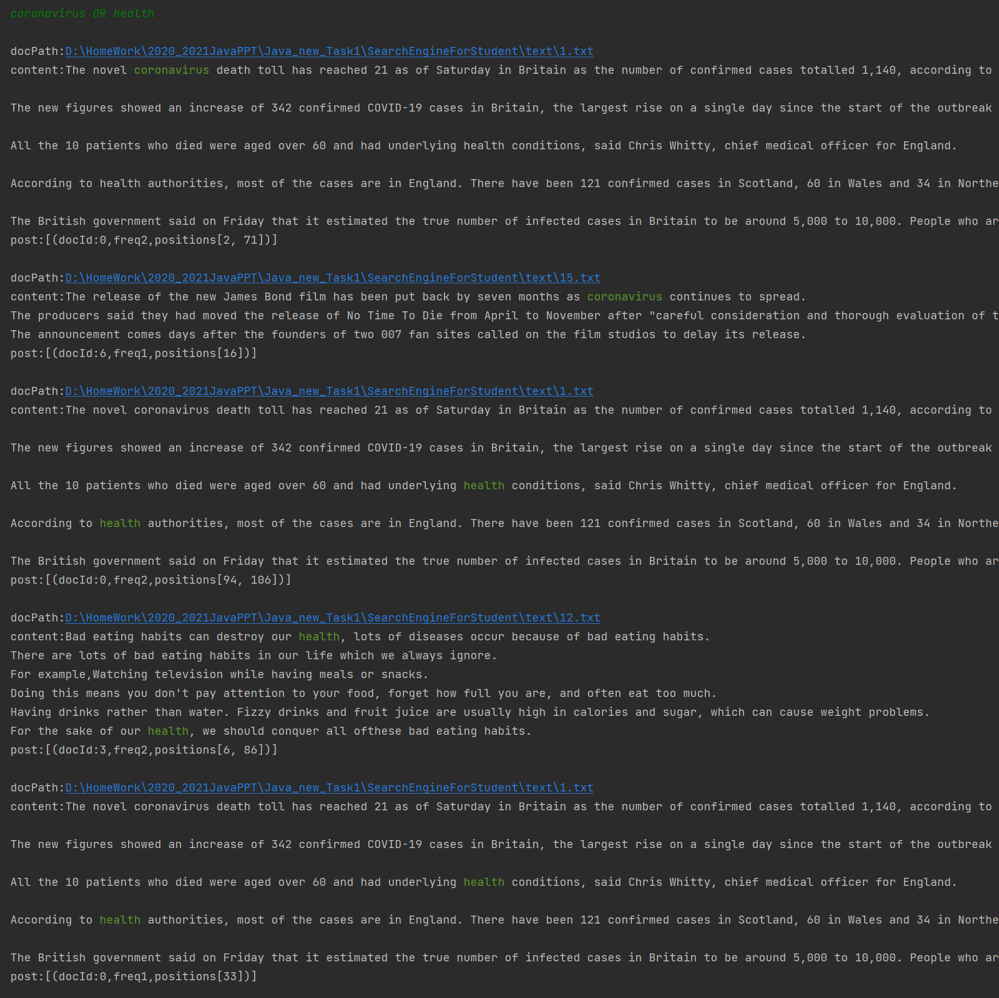 coronavirus OR health
docPath:D:\HomeWork\2020_2021JavaPPT\Java_new_Task1\SearchEngineForStudent\text\1.txt
content:The novel coronavirus death toll has reached 21 as of Saturday in Britain as the number of confirmed cases totalled 1,140, according to
The new figures showed an increase of 342 confirmed COVID-19 cases in Britain, the largest rise on a single day since the start of the outbreak
All the 10 patients who died were aged over 60 and had underlying health conditions, said Chris Whitty, chief medical officer for England.
According to health authorities, most of the cases are in England. There have been 121 confirmed cases in Scotland, 60 in Wales and 34 in Northe
The British government said on Friday that it estimated the true number of infected cases in Britain to be around 5,000 to 10,000. People who ar
post:[(docId:0,freq2,positions[2, 71])]
docPath:D:\HomeWork\2020_2021JavaPPT\Java_new_Task1\SearchEngineForStudent\text\15.txt
content:The release of the new James Bond film has been put back by seven months as coronavirus continues to spread.
The producers said they had moved the release of No Time To Die from April to November after "careful consideration and thorough evaluation of t
The announcement comes days after the founders of two 007 fan sites called on the film studios to delay its release.
post:[(docId:6,freq1,positions[16])]
docPath:D:\HomeWork\2020_2021JavaPPT\Java_new_Task1\SearchEngineForStudent\text\1.txt
content:The novel coronavirus death toll has reached 21 as of Saturday in Britain as the number of confirmed cases totalled 1,140, according to
The new figures showed an increase of 342 confirmed COVID-19 cases in Britain, the largest rise on a single day since the start of the outbreak
All the 10 patients who died were aged over 60 and had underlying health conditions, said Chris Whitty, chief medical officer for England.
According to health authorities, most of the cases are in England. There have been 121 confirmed cases in Scotland, 60 in Wales and 34 in Northe
The British government said on Friday that it estimated the true number of infected cases in Britain to be around 5,000 to 10,000. People who ar
post:[(docId:0,freq2,positions[94, 106])]
docPath:D:\HomeWork\2020_2021JavaPPT\Java_new_Task1\SearchEngineForStudent\text\12.txt
content:Bad eating habits can destroy our health, lots of diseases occur because of bad eating habits.
There are lots of bad eating habits in our life which we always ignore.
For example,Watching television while having meals or snacks.
Doing this means you don't pay attention to your food, forget how full you are, and often eat too much.
Having drinks rather than water. Fizzy drinks and fruit juice are usually high in calories and sugar, which can cause weight problems.
For the sake of our health, we should conquer all ofthese bad eating habits.
post:[(docId:3,freq2,positions[6, 86])]
docPath:D:\HomeWork\2020_2021JavaPPT\Java_new_Task1\SearchEngineForStudent\text\1.txt
content:The novel coronavirus death toll has reached 21 as of Saturday in Britain as the number of confirmed cases totalled 1,140, according to
The new figures showed an increase of 342 confirmed COVID-19 cases in Britain, the largest rise on a single day since the start of the outbreak
All the 10 patients who died were aged over 60 and had underlying health conditions, said Chris Whitty, chief medical officer for England.
According to health authorities, most of the cases are in England. There have been 121 confirmed cases in Scotland, 60 in Wales and 34 in Northe
The British government said on Friday that it estimated the true number of infected cases in Britain to be around 5,000 to 10,000. People who ar
post:[(docId:0,freq1,positions[33])]